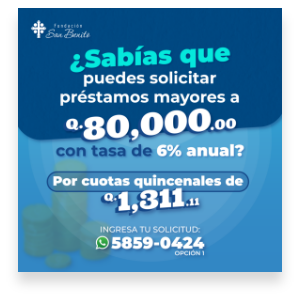 Fundación
San Benito
¿Sabías que
puedes solicitar
préstamos mayores a
Q.80,000.00
con tasa de 6% anual?
Por cuotas quincenales de
Q.1,311.11
INGRESA TU SOLICITUD:
5859-0424
OPCIÓN 1